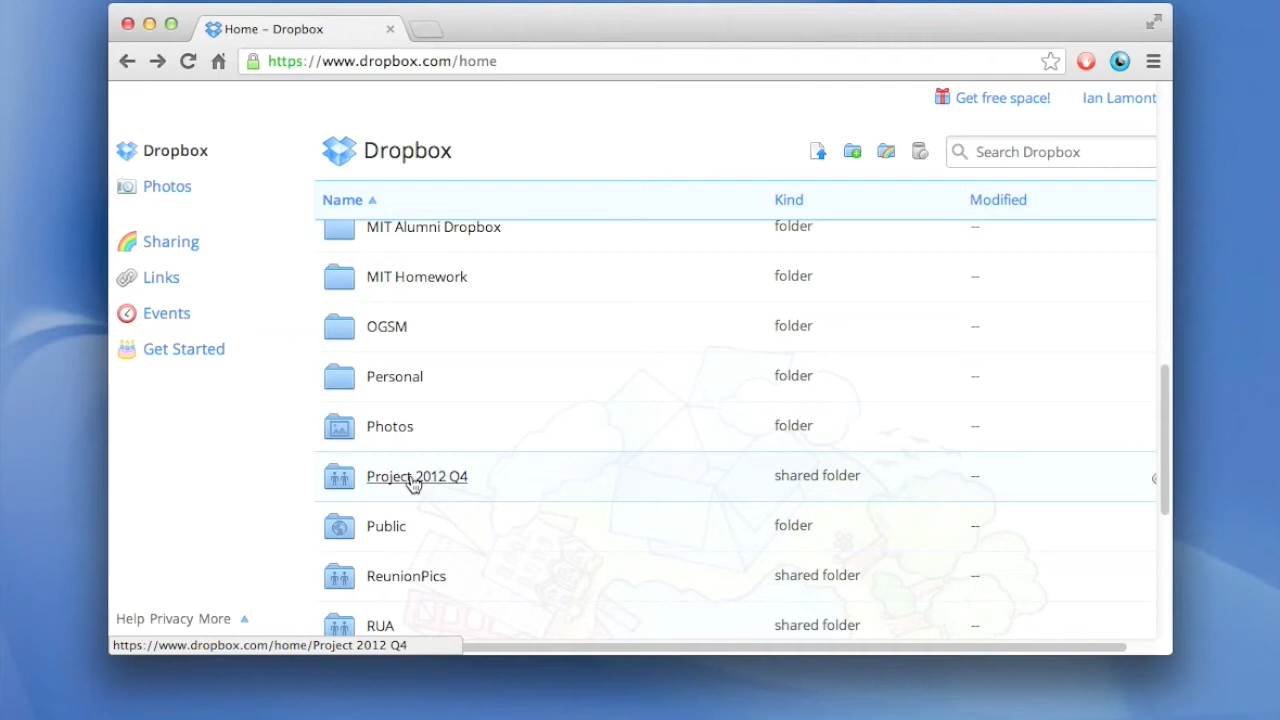 Home – Dropbox
https://www.dropbox.com/home
Get free space! Ian Lamont
Dropbox
Photos
Sharing
Links
Events
Get Started
Help Privacy More
Dropbox
Search Dropbox
Name Kind Modified
MIT Alumni Dropbox folder --
MIT Homework folder --
OGSM folder --
Personal folder --
Photos folder --
Project 2012 Q4 shared folder --
Public folder --
ReunionPics shared folder --
RUA shared folder --
https://www.dropbox.com/home/Project 2012 Q4